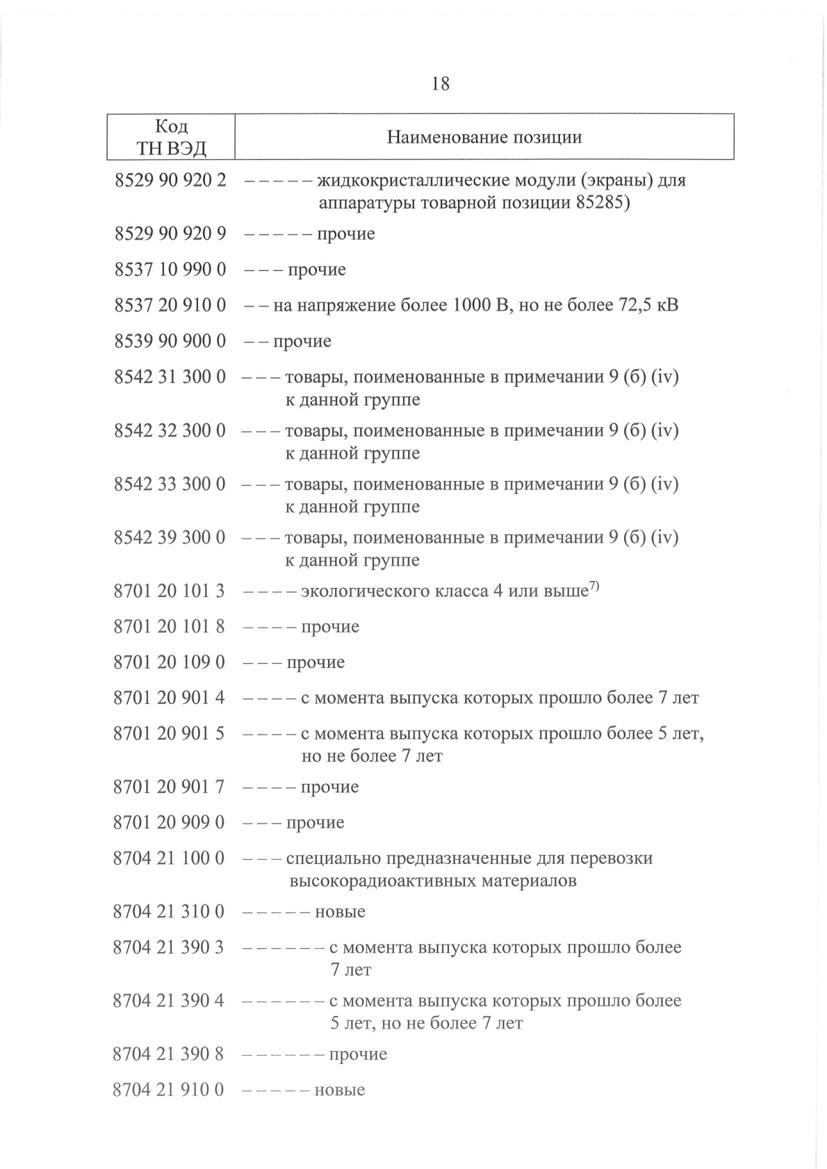 18
Код
ТН ВЭД
Наименование позиции
8529 90 920 2 – – – – – жидкокристаллические модули (экраны) для
аппаратуры товарной позиции 8528⁵⁾
8529 90 920 9 – – – – – прочие
8537 10 990 0 – – – прочие
8537 20 910 0 – – на напряжение более 1000 В, но не более 72,5 кВ
8539 90 900 0 – – прочие
8542 31 300 0 – – – товары, поименованные в примечании 9 (б) (iv)
к данной группе
8542 32 300 0 – – – товары, поименованные в примечании 9 (б) (iv)
к данной группе
8542 33 300 0 – – – товары, поименованные в примечании 9 (б) (iv)
к данной группе
8542 39 300 0 – – – товары, поименованные в примечании 9 (б) (iv)
к данной группе
8701 20 101 3 – – – – экологического класса 4 или выше⁷⁾
8701 20 101 8 – – – – прочие
8701 20 109 0 – – – прочие
8701 20 901 4 – – – – с момента выпуска которых прошло более 7 лет
8701 20 901 5 – – – – с момента выпуска которых прошло более 5 лет,
но не более 7 лет
8701 20 901 7 – – – – прочие
8701 20 909 0 – – – прочие
8704 21 100 0 – – – специально предназначенные для перевозки
высокорадиоактивных материалов
8704 21 310 0 – – – – – новые
8704 21 390 3 – – – – – – с момента выпуска которых прошло более
7 лет
8704 21 390 4 – – – – – – с момента выпуска которых прошло более
5 лет, но не более 7 лет
8704 21 390 8 – – – – – – прочие
8704 21 910 0 – – – – – новые